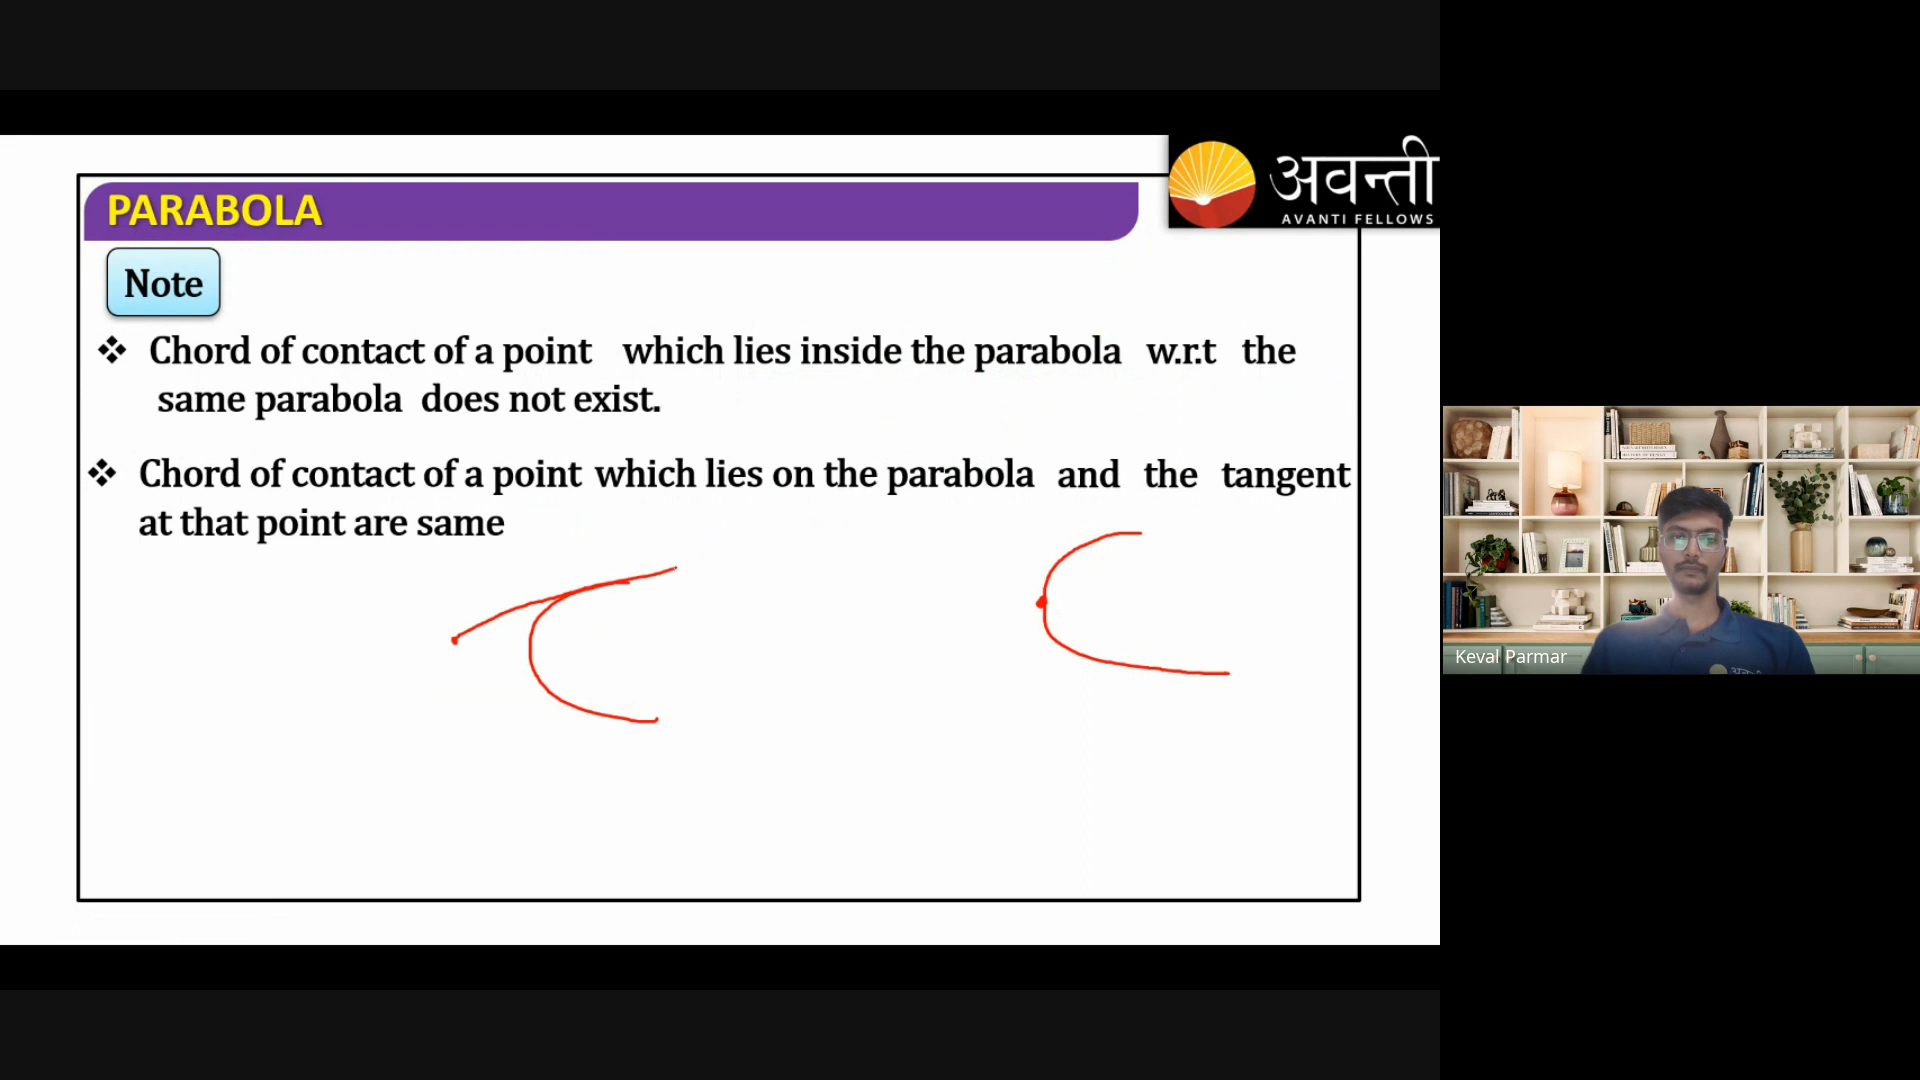 PARABOLA
अवन्ती
AVANTI FELLOWS
Note
❖ Chord of contact of a point which lies inside the parabola w.r.t the
same parabola does not exist.
❖ Chord of contact of a point which lies on the parabola and the tangent
at that point are same
Keval Parmar